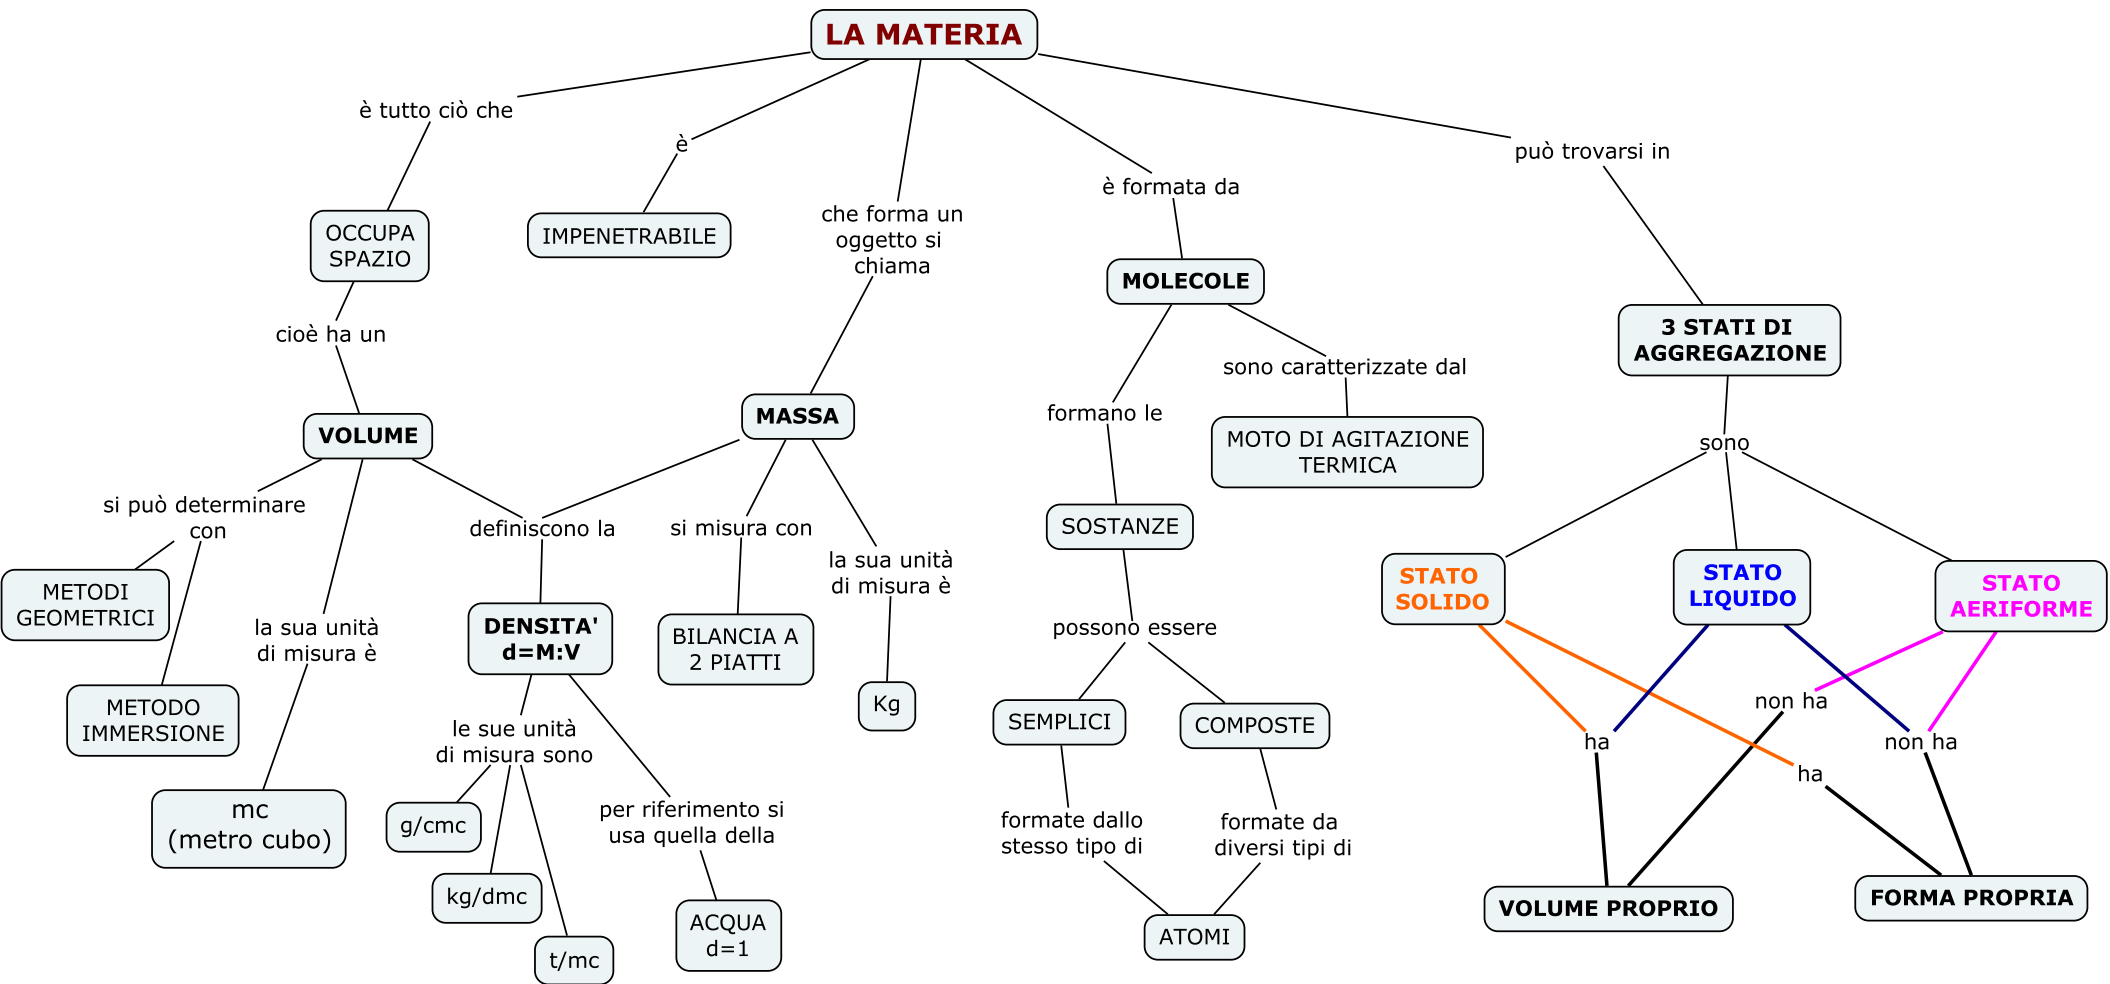 LA MATERIA
è tutto ciò che
è
che forma un
oggetto si
chiama
è formata da
può trovarsi in
OCCUPA
SPAZIO
IMPENETRABILE
MOLECOLE
3 STATI DI
AGGREGAZIONE
cioè ha un
VOLUME
MASSA
formano le
sono caratterizzate dal
MOTO DI AGITAZIONE
TERMICA
sono
si può determinare
con
definiscono la
si misura con
la sua unità
di misura è
SOSTANZE
STATO
SOLIDO
STATO
LIQUIDO
STATO
AERIFORME
METODI
GEOMETRICI
la sua unità
di misura è
DENSITA'
d=M:V
BILANCIA A
2 PIATTI
Kg
possono essere
METODO
IMMERSIONE
le sue unità
di misura sono
SEMPLICI
COMPOSTE
non ha
ha
non ha
ha
mc
(metro cubo)
g/cmc
per riferimento si
usa quella della
formate dallo
stesso tipo di
formate da
diversi tipi di
kg/dmc
ACQUA
d=1
t/mc
ATOMI
VOLUME PROPRIO
FORMA PROPRIA